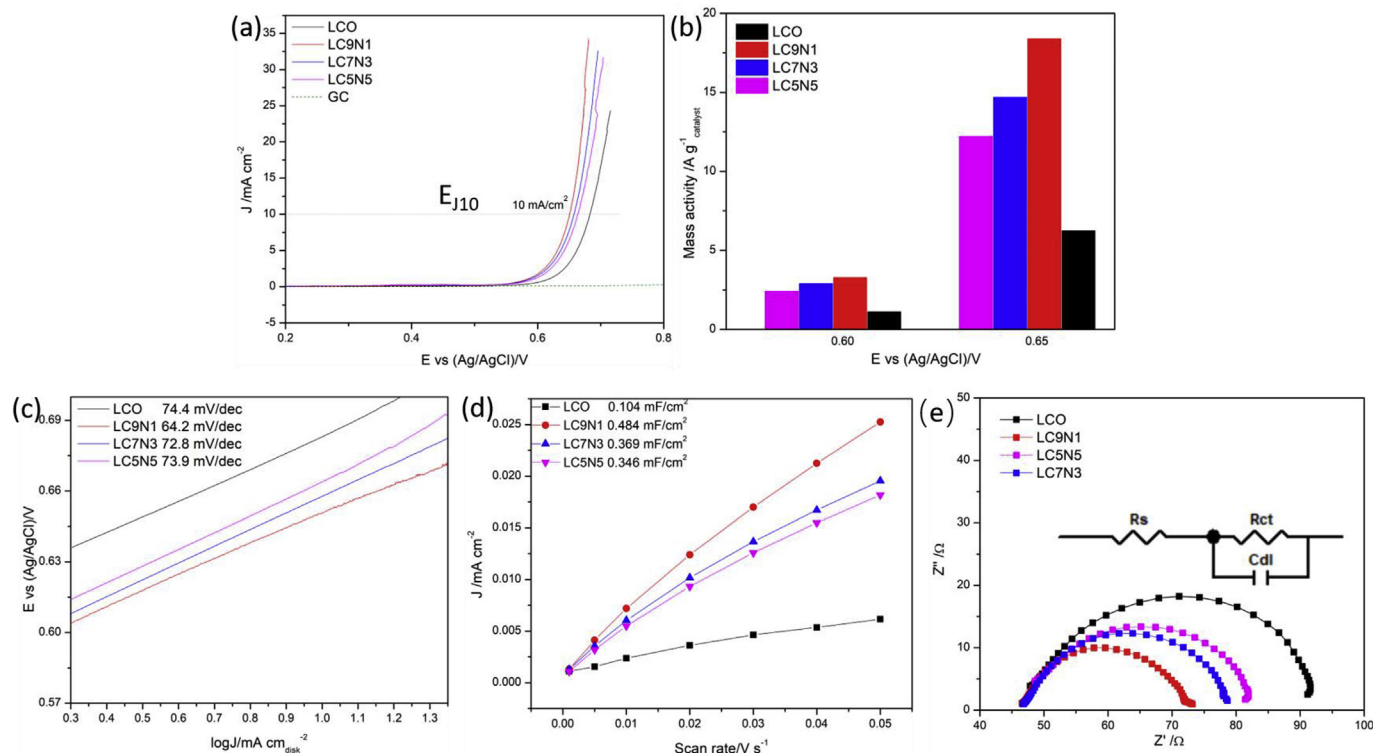 (a)
LCO
LC9N1
LC7N3
LC5N5
GC
E_J10
10 mA/cm²
J /mA cm⁻²
35
30
25
20
15
10
5
0
-5
0.2
0.4
0.6
0.8
E vs (Ag/AgCl)/V
(b)
LCO
LC9N1
LC7N3
LC5N5
Mass activity /A g⁻¹catalyst
20
15
10
5
0
0.60
0.65
E vs (Ag/AgCl)/V
(c)
LCO 74.4 mV/dec
LC9N1 64.2 mV/dec
LC7N3 72.8 mV/dec
LC5N5 73.9 mV/dec
E vs (Ag/AgCl)/V
0.69
0.66
0.63
0.60
0.57
0.3
0.4
0.5
0.6
0.7
0.8
0.9
1.0
1.1
1.2
1.3
logJ/mA cm_disk⁻²
(d)
LCO 0.104 mF/cm²
LC9N1 0.484 mF/cm²
LC7N3 0.369 mF/cm²
LC5N5 0.346 mF/cm²
J /mA cm⁻²
0.025
0.020
0.015
0.010
0.005
0.000
0.00
0.01
0.02
0.03
0.04
0.05
Scan rate/V s⁻¹
(e)
LCO
LC9N1
LC5N5
LC7N3
Rs
Rct
Cdl
Z'' /Ω
50
40
30
20
10
0
40
50
60
70
80
90
100
Z' /Ω